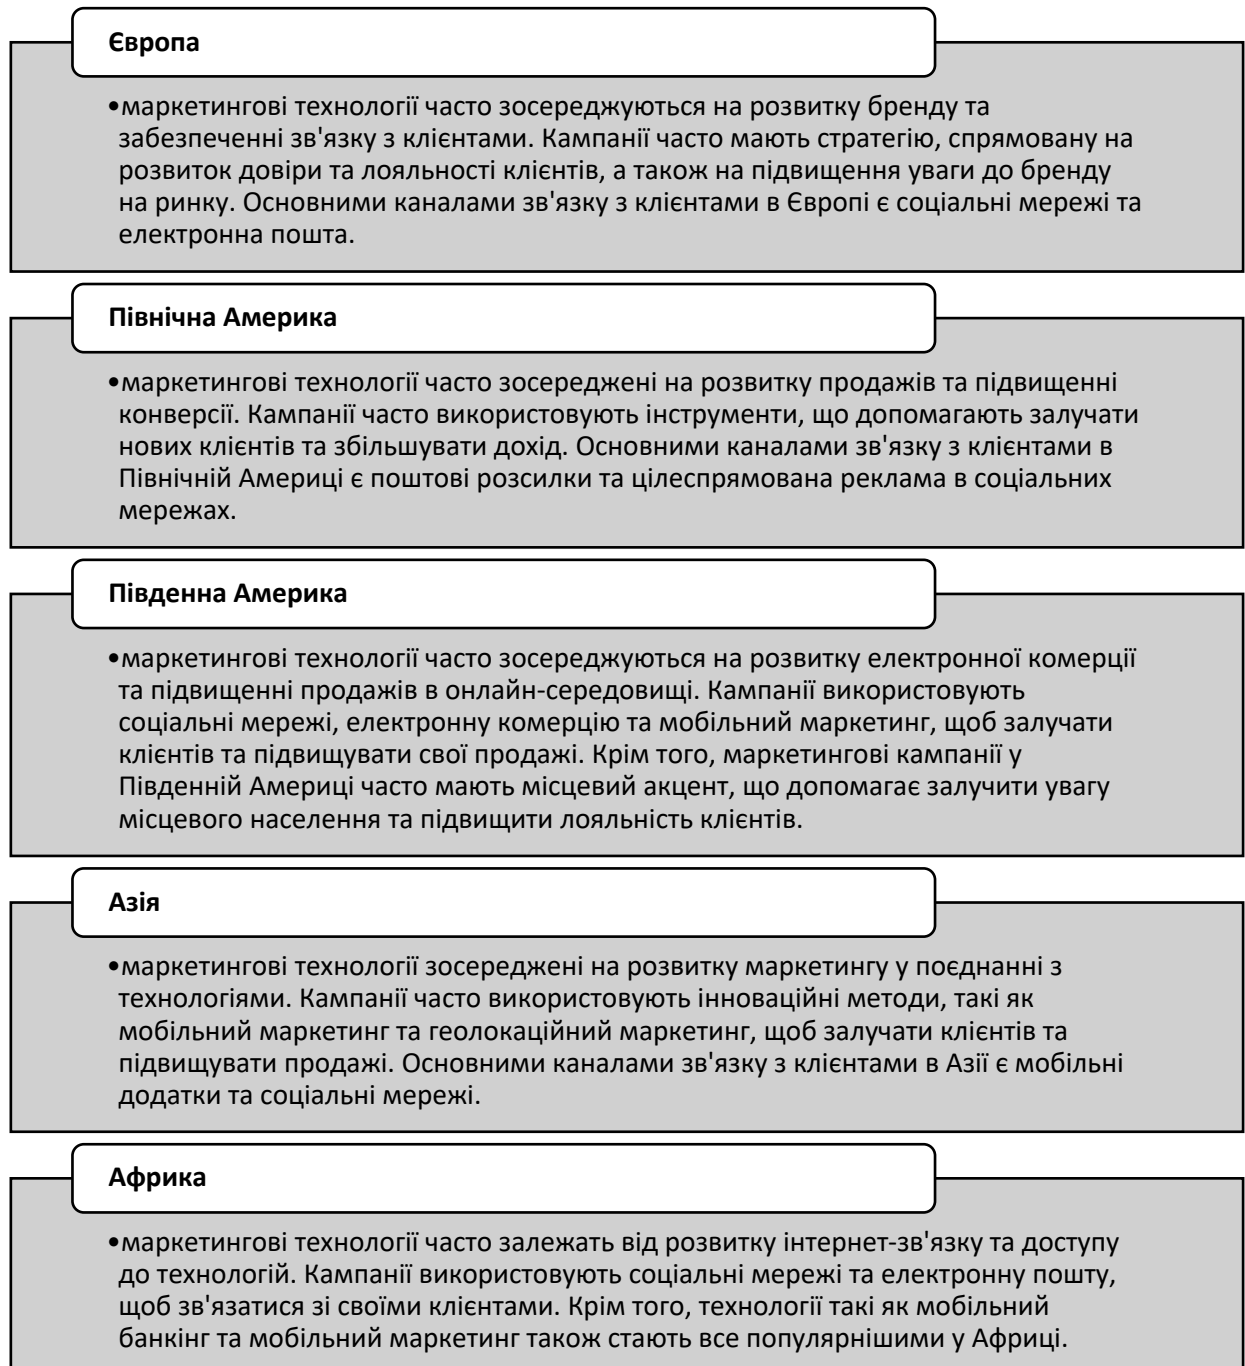 Європа
•маркетингові технології часто зосереджуються на розвитку бренду та
забезпеченні зв'язку з клієнтами. Кампанії часто мають стратегію, спрямовану на
розвиток довіри та лояльності клієнтів, а також на підвищення уваги до бренду
на ринку. Основними каналами зв'язку з клієнтами в Європі є соціальні мережі та
електронна пошта.
Північна Америка
•маркетингові технології часто зосереджені на розвитку продажів та підвищенні
конверсії. Кампанії часто використовують інструменти, що допомагають залучати
нових клієнтів та збільшувати дохід. Основними каналами зв'язку з клієнтами в
Північній Америці є поштові розсилки та цілеспрямована реклама в соціальних
мережах.
Південна Америка
•маркетингові технології часто зосереджуються на розвитку електронної комерції
та підвищенні продажів в онлайн-середовищі. Кампанії використовують
соціальні мережі, електронну комерцію та мобільний маркетинг, щоб залучати
клієнтів та підвищувати свої продажі. Крім того, маркетингові кампанії у
Південній Америці часто мають місцевий акцент, що допомагає залучити увагу
місцевого населення та підвищити лояльність клієнтів.
Азія
•маркетингові технології зосереджені на розвитку маркетингу у поєднанні з
технологіями. Кампанії часто використовують інноваційні методи, такі як
мобільний маркетинг та геолокаційний маркетинг, щоб залучати клієнтів та
підвищувати продажі. Основними каналами зв'язку з клієнтами в Азії є мобільні
додатки та соціальні мережі.
Африка
•маркетингові технології часто залежать від розвитку інтернет-зв'язку та доступу
до технологій. Кампанії використовують соціальні мережі та електронну пошту,
щоб зв'язатися зі своїми клієнтами. Крім того, технології такі як мобільний
банкінг та мобільний маркетинг також стають все популярнішими у Африці.